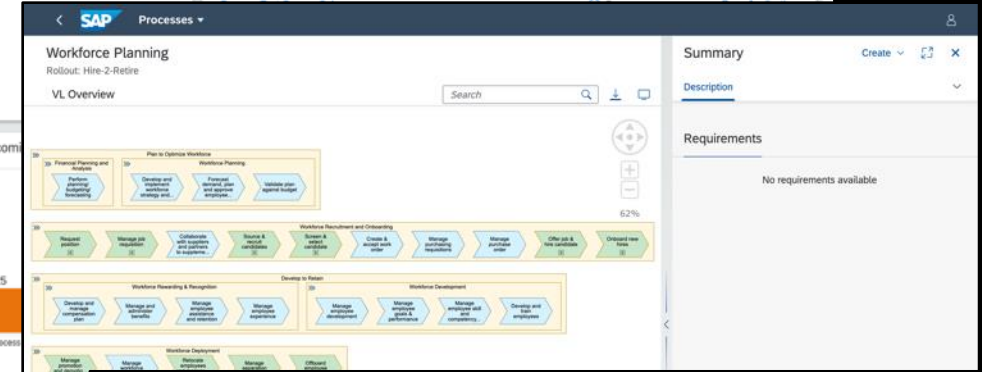 SAP Processes
Workforce Planning
Rollout: Hire-2-Retire
VL Overview
Search
62%
Summary
Create
Description
Requirements
No requirements available
Plan to Optimize Workforce
Financial Planning and
Analysis
Workforce Planning
Perform
planning/
budgeting/
forecasting
Develop and
implement
workforce
strategy and...
Forecast
demand, plan
and approve
employee...
Validate plan
against budget
Workforce Recruitment and Onboarding
Request
position
Manage job
requisition
Collaborate
with suppliers
and partners
to suppleme...
Source &
recruit
candidates
Screen &
select
candidate
Create &
accept work
order
Manage
purchasing
requisitions
Manage
purchase
order
Offer job &
hire candidate
Onboard new
hires
Develop to Retain
Workforce Rewarding & Recognition
Workforce Development
Develop and
manage
compensation
plan
Manage and
administer
benefits
Manage
employee
assistance
and retention
Manage
employee
experience
Manage
employee
development
Manage
employee
goals &
performance
Manage
employee skill
and
competency...
Develop and
train
employees
Workforce Deployment
Manage
promotion
Manage
workforce
Relocate
employees
Manage
separation
Offboard
employee
comi
5
ocess